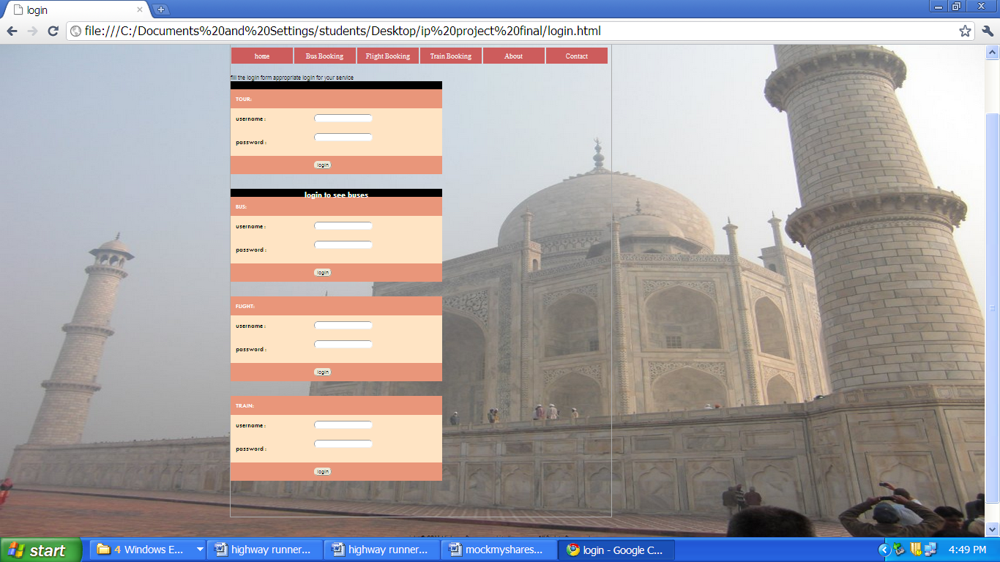 login
file:///C:/Documents%20and%20Settings/students/Desktop/ip%20project%20final/login.html
home Bus Booking Flight Booking Train Booking About Contact
fill the login form appropriate login for your service
TOUR:
username :
password :
login
login to see buses
BUS:
username :
password :
login
FLIGHT:
username :
password :
login
TRAIN:
username :
password :
login
start 4 Windows E... highway runner... highway runner... mockmyshares... login - Google C... 4:49 PM